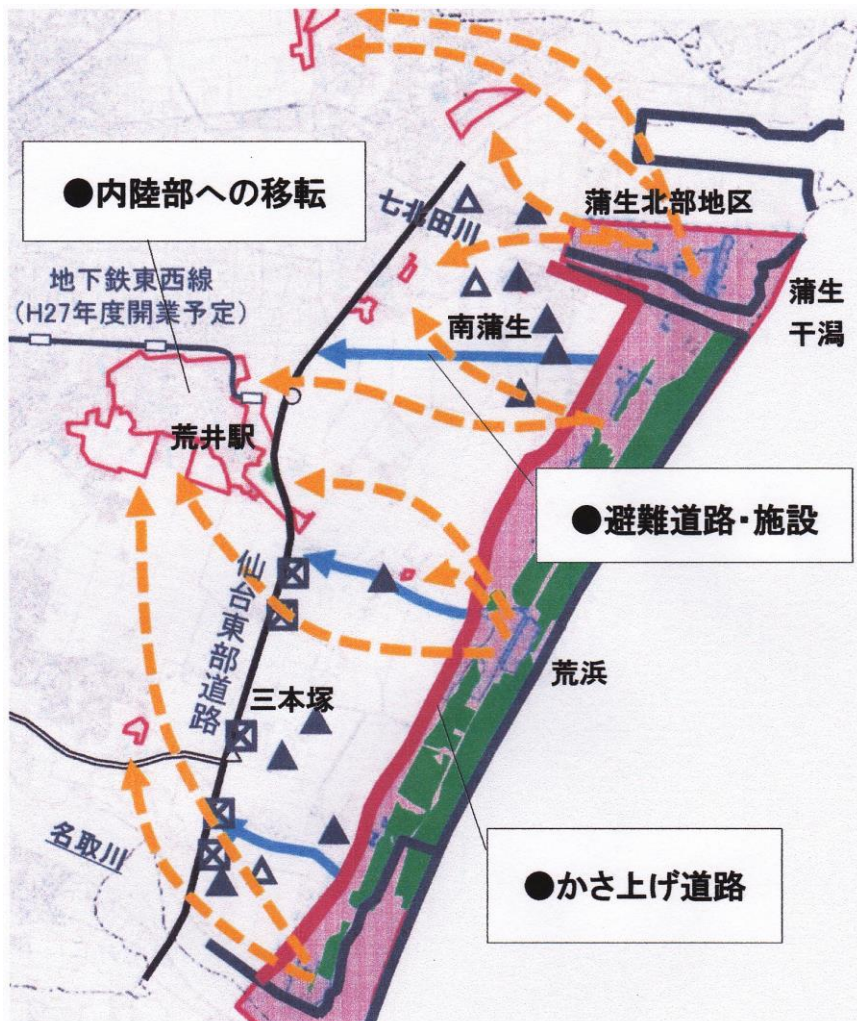 ●内陸部への移転
七北田川
蒲生北部地区
地下鉄東西線
(H27年度開業予定)
蒲生
干潟
南蒲生
荒井駅
●避難道路・施設
仙台東部道路
荒浜
三本塚
名取川
●かさ上げ道路